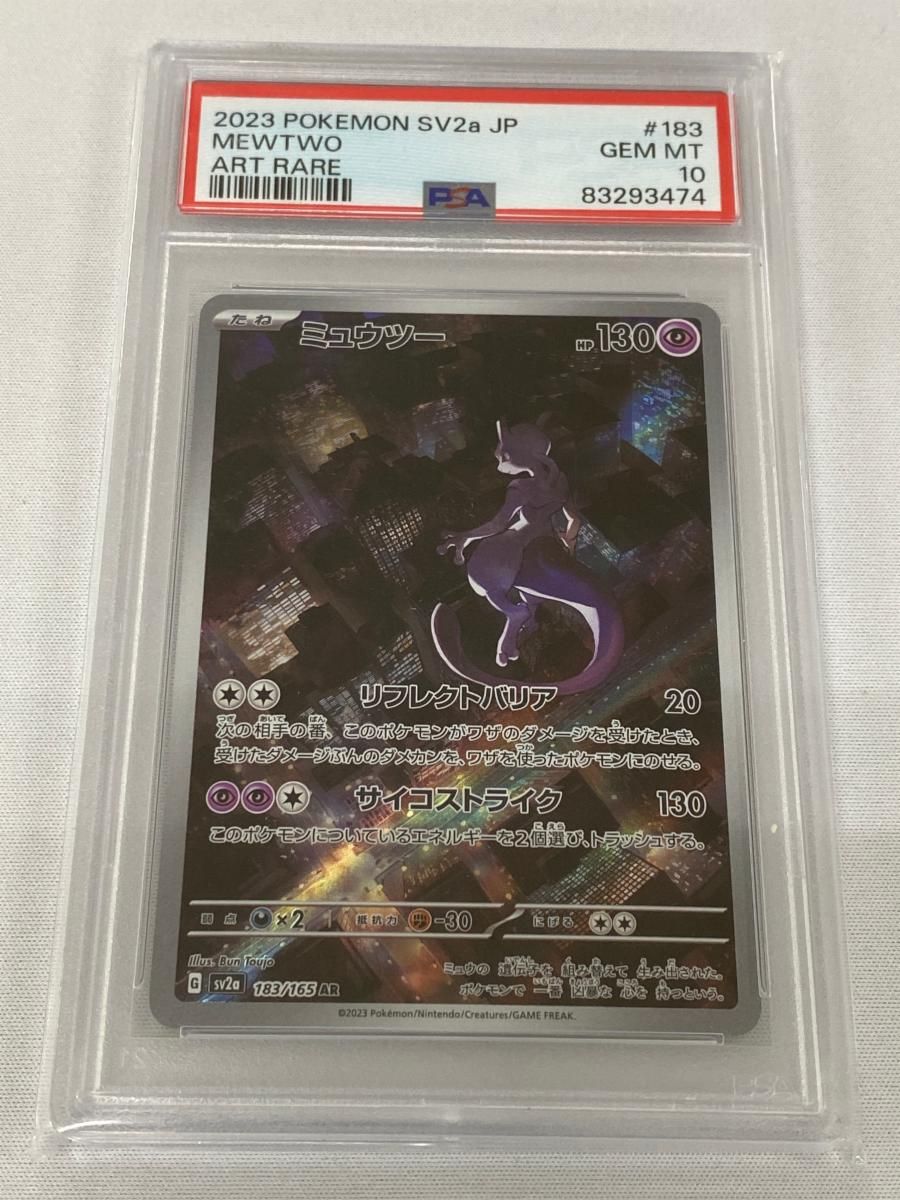 2023 POKEMON SV2a JP #183
MEWTWO GEM MT
ART RARE 10
PSA 83293474
たね ミュウツー HP130
リフレクトバリア 20
次の相手の番、このポケモンがワザのダメージを受けたとき、
受けたダメージぶんのダメカンを、ワザを使ったポケモンにのせる。
サイコストライク 130
このポケモンについているエネルギーを2個選び、トラッシュする。
弱点 ×2 抵抗力 -30 にげる
Illus. Bun Toujo
G sv2a 183/165 AR
ミュウの 遺伝子を 組み替えて 生み出された。
ポケモンで 一番 凶暴な 心を 持つという。
©2023 Pokémon/Nintendo/Creatures/GAME FREAK.